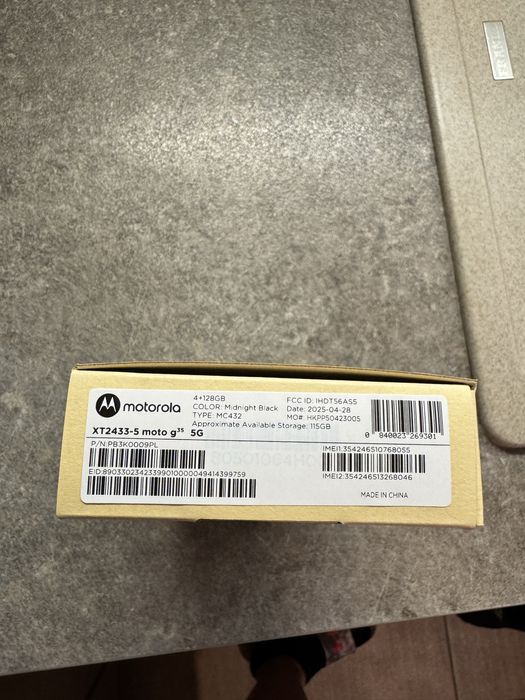 FRAML
motorola
4+128GB
COLOR: Midnight Black
TYPE: MC432
FCC ID: IHDT56AS5
Date: 2025-04-28
MO#: HKPP50423005
Approximate Available Storage: 115GB
0 840023 269301
XT2433-5 moto g35 5G
P/N:PB3K0009PL
EID:89033023423399010000049414399759
IMEI1:354246510768055
IMEI2:354246513268046
MADE IN CHINA